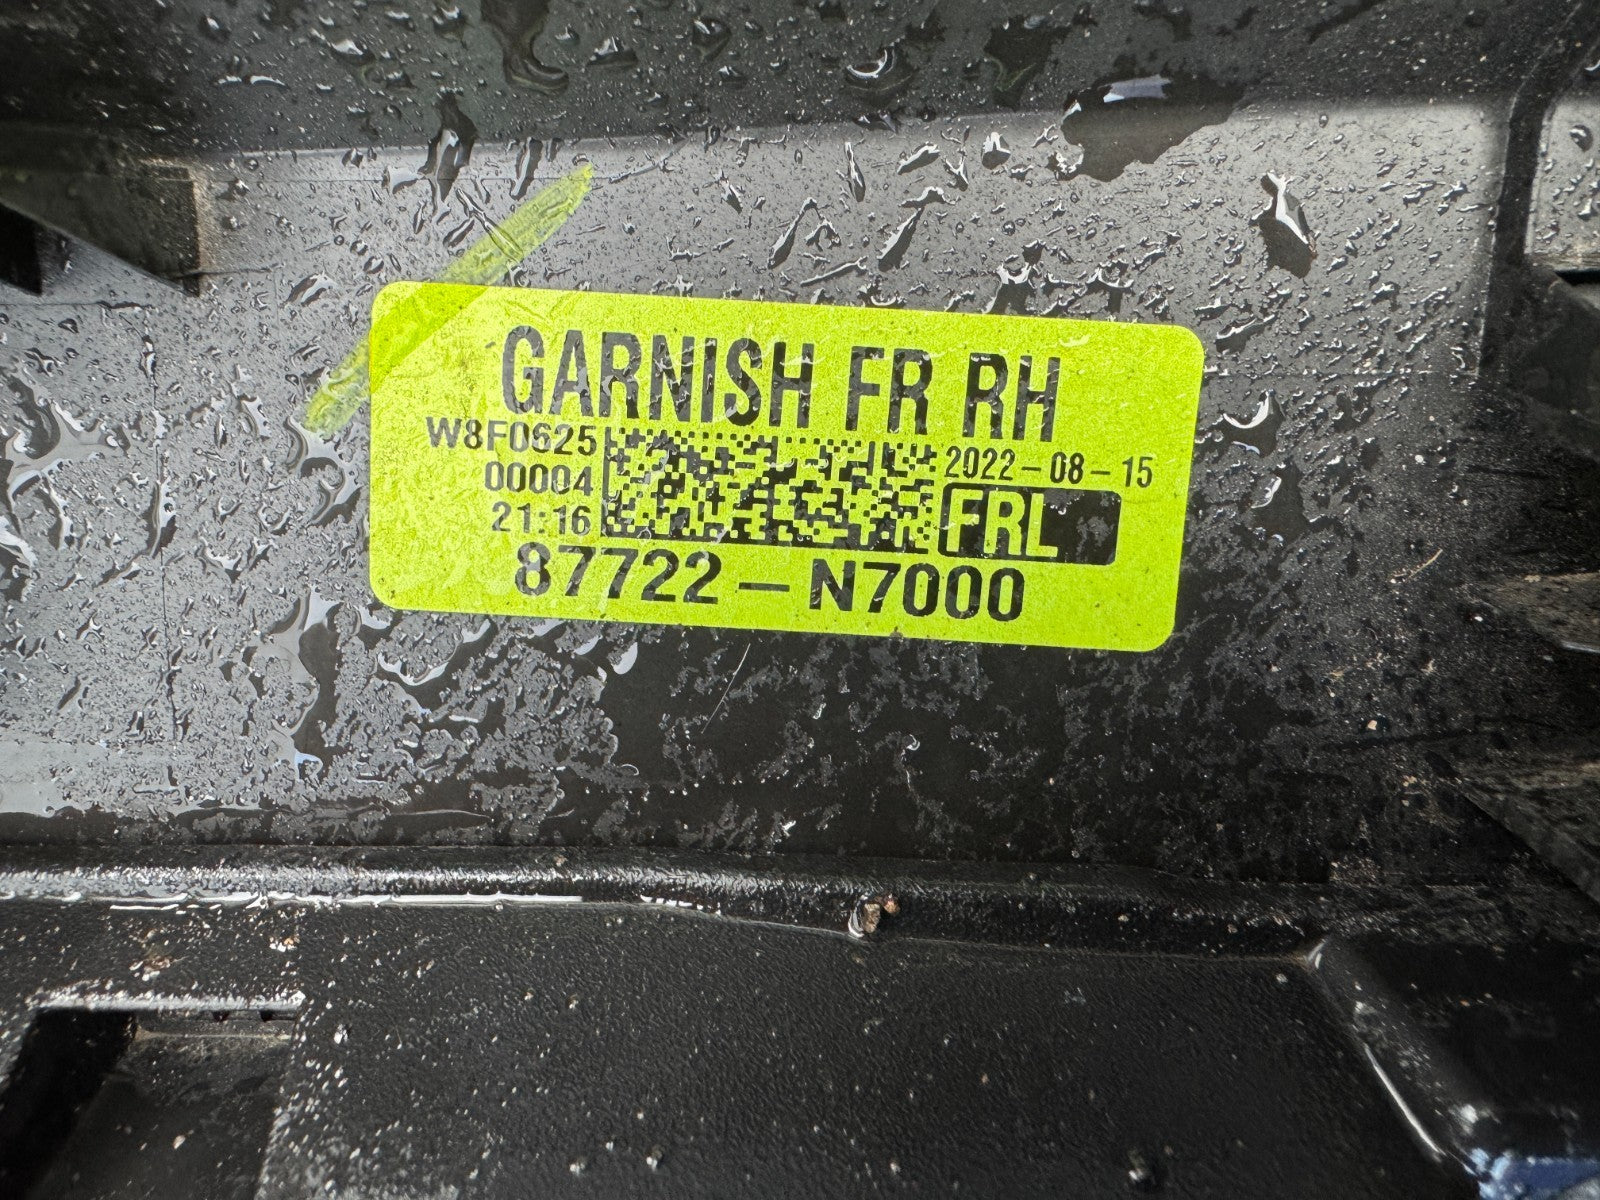 GARNISH FR RH
W8F0625
00004
21:16
2022-08-15
FRL
87722-N7000